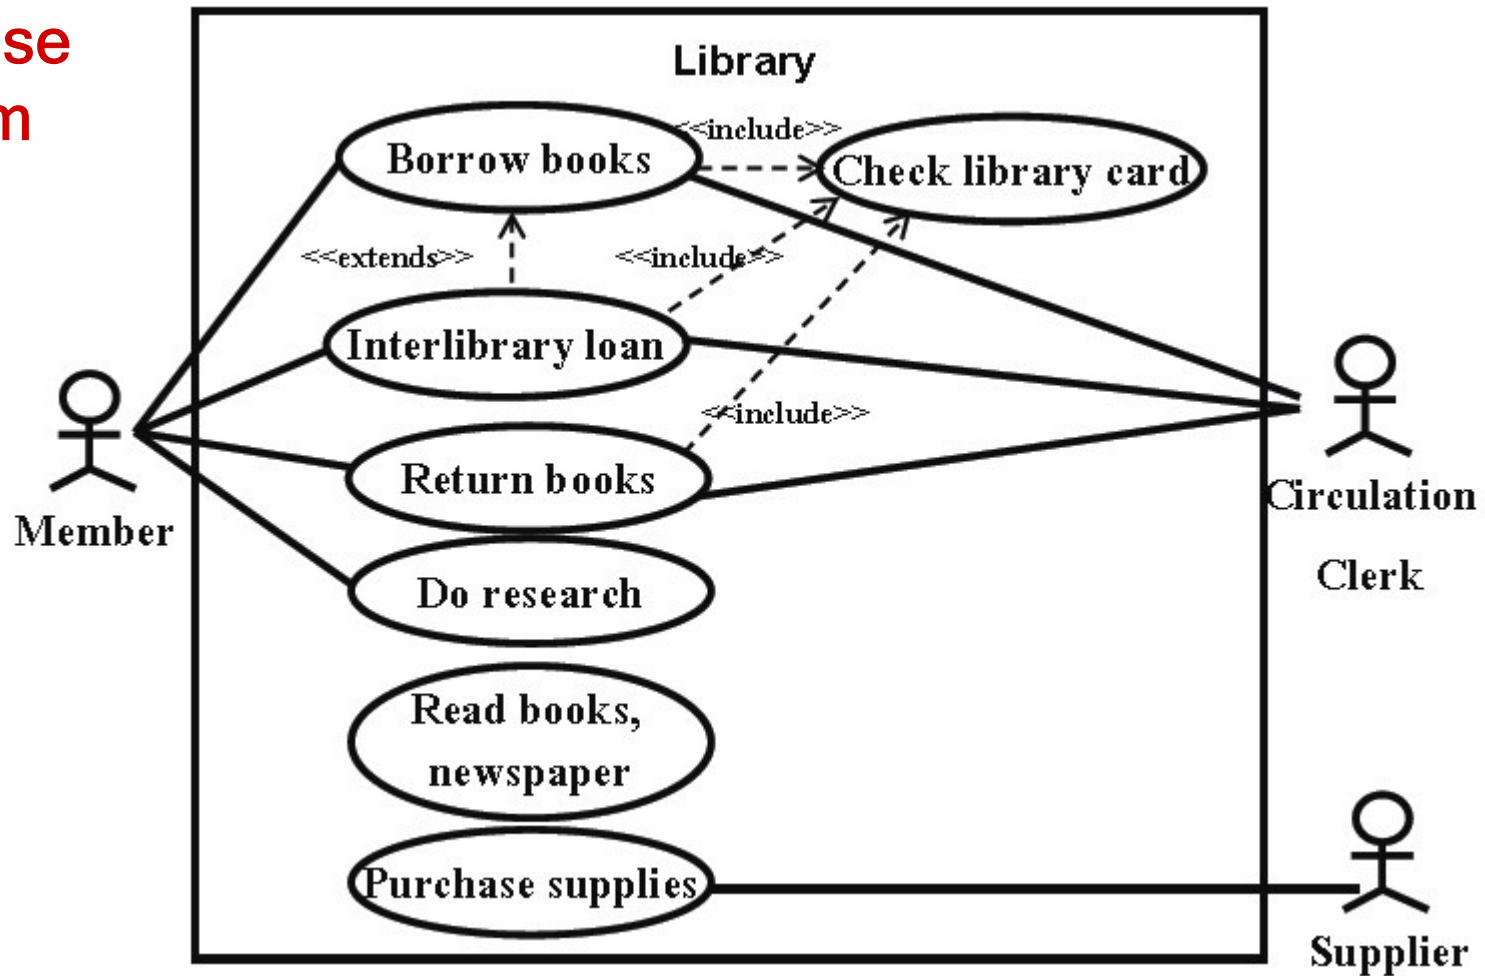 se
m
Library
<<include>>
Borrow books
Check library card
<<extends>>
<<include>>
Interlibrary loan
<<include>>
Return books
Member
Circulation
Clerk
Do research
Read books,
newspaper
Purchase supplies
Supplier